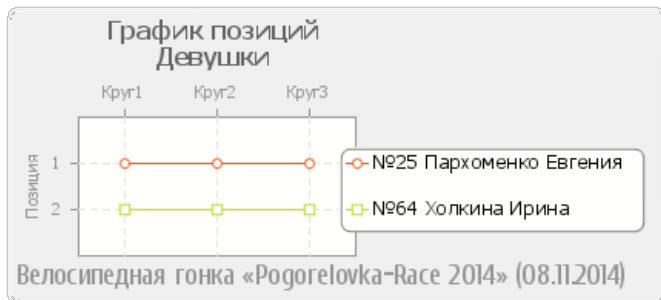 График позиций
Девушки
Круг1 Круг2 Круг3
Позиция
1
2
№25 Пархоменко Евгения
№64 Холкина Ирина
Велосипедная гонка «Pogorelovka-Race 2014» (08.11.2014)